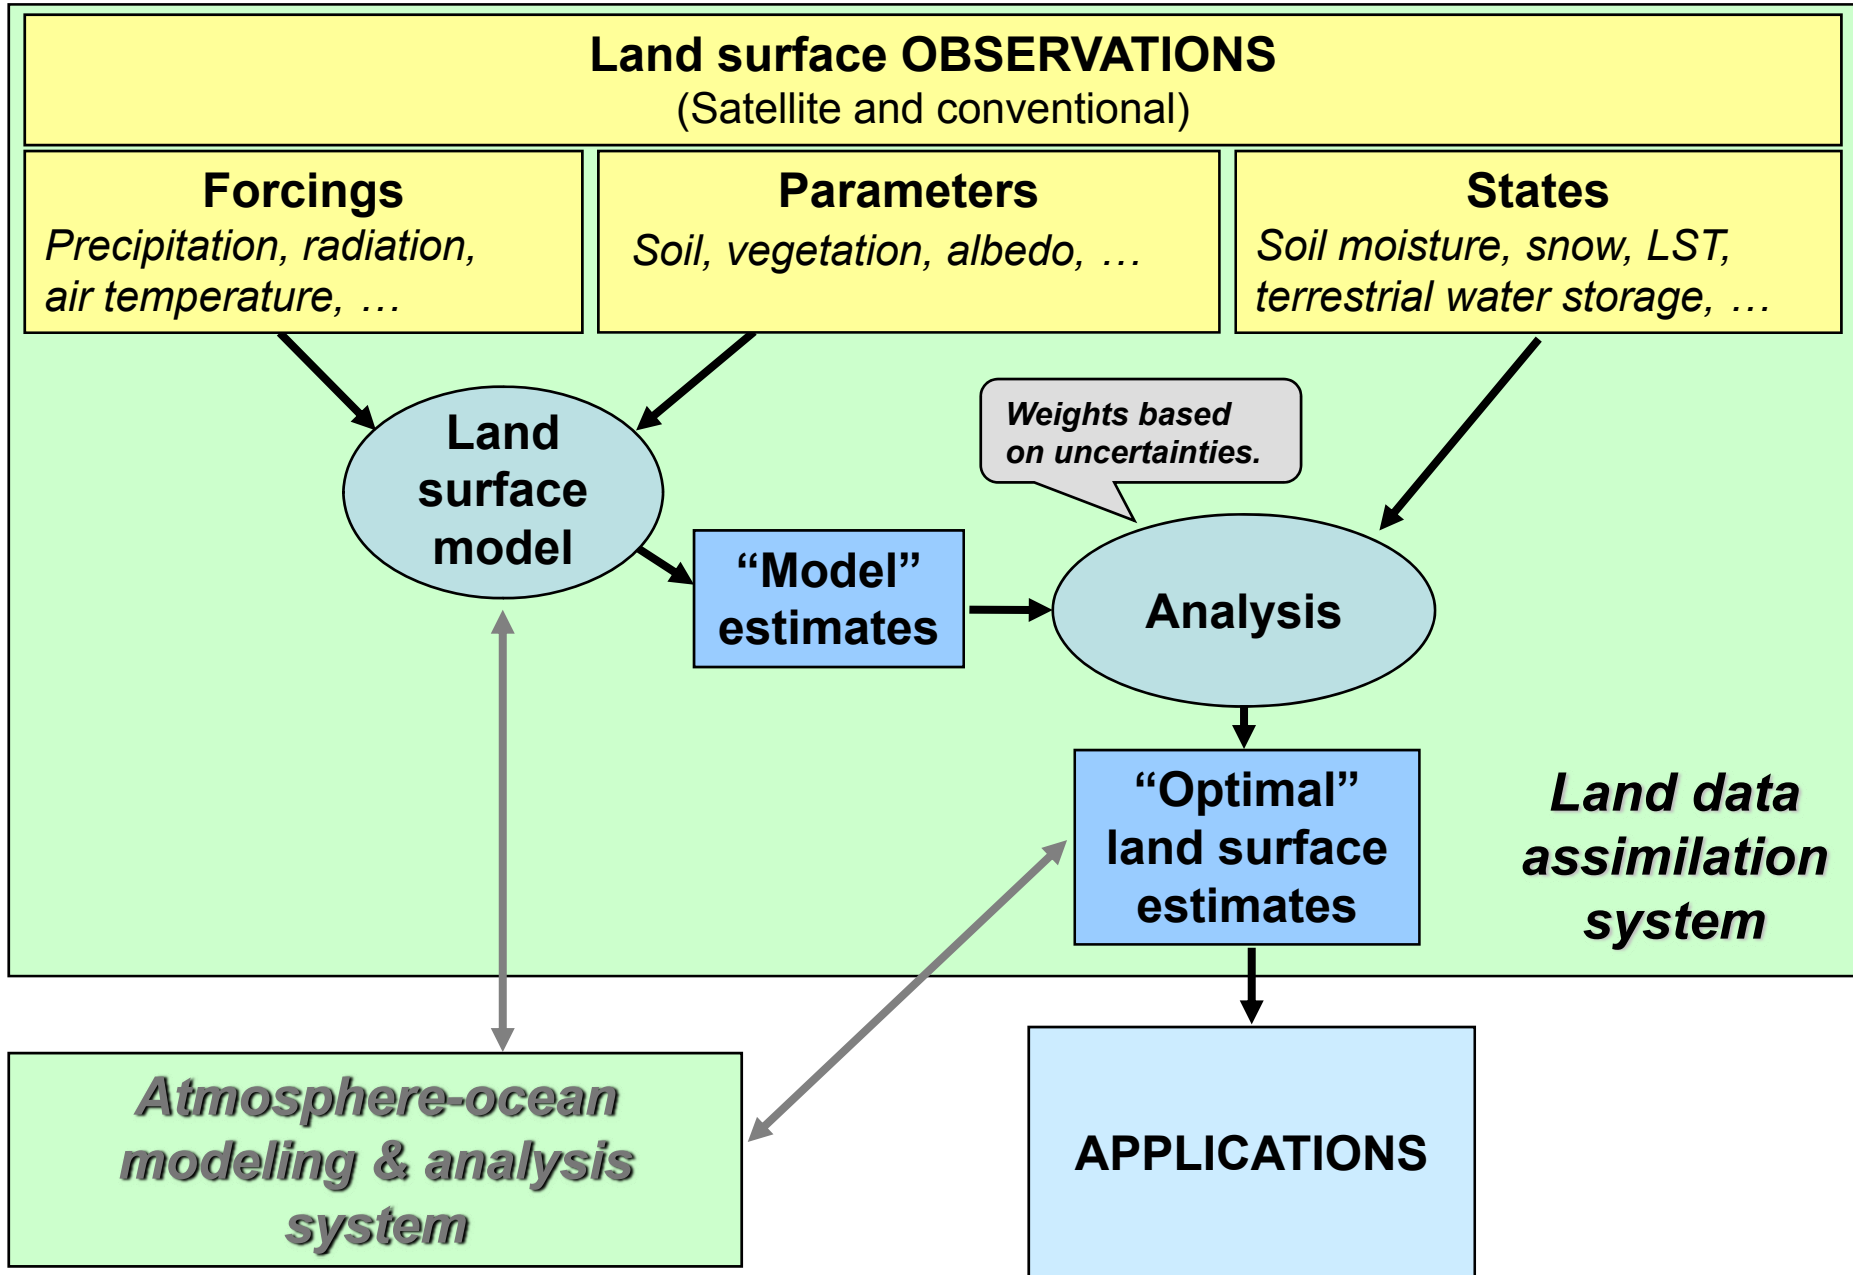 Land surface OBSERVATIONS
(Satellite and conventional)
Forcings
Precipitation, radiation,
air temperature, …
Parameters
Soil, vegetation, albedo, …
States
Soil moisture, snow, LST,
terrestrial water storage, …
Land
surface
model
Weights based
on uncertainties.
“Model”
estimates
Analysis
“Optimal”
land surface
estimates
Land data
assimilation
system
Atmosphere-ocean
modeling & analysis
system
APPLICATIONS